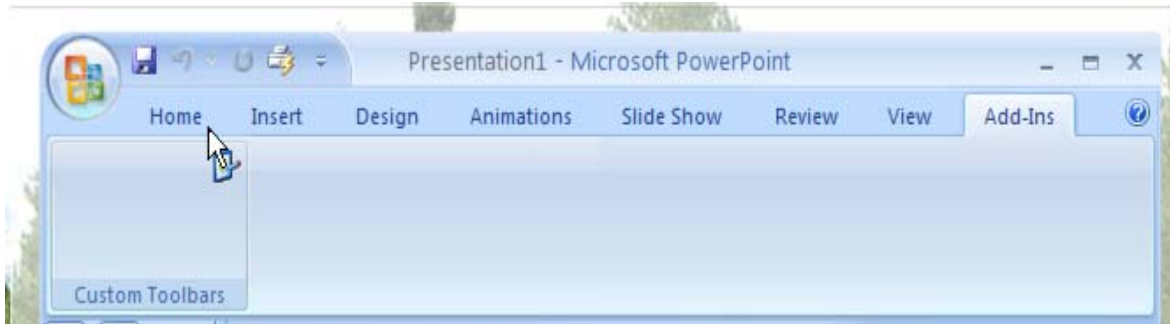 Presentation1 - Microsoft PowerPoint
Home Insert Design Animations Slide Show Review View Add-Ins
Custom Toolbars